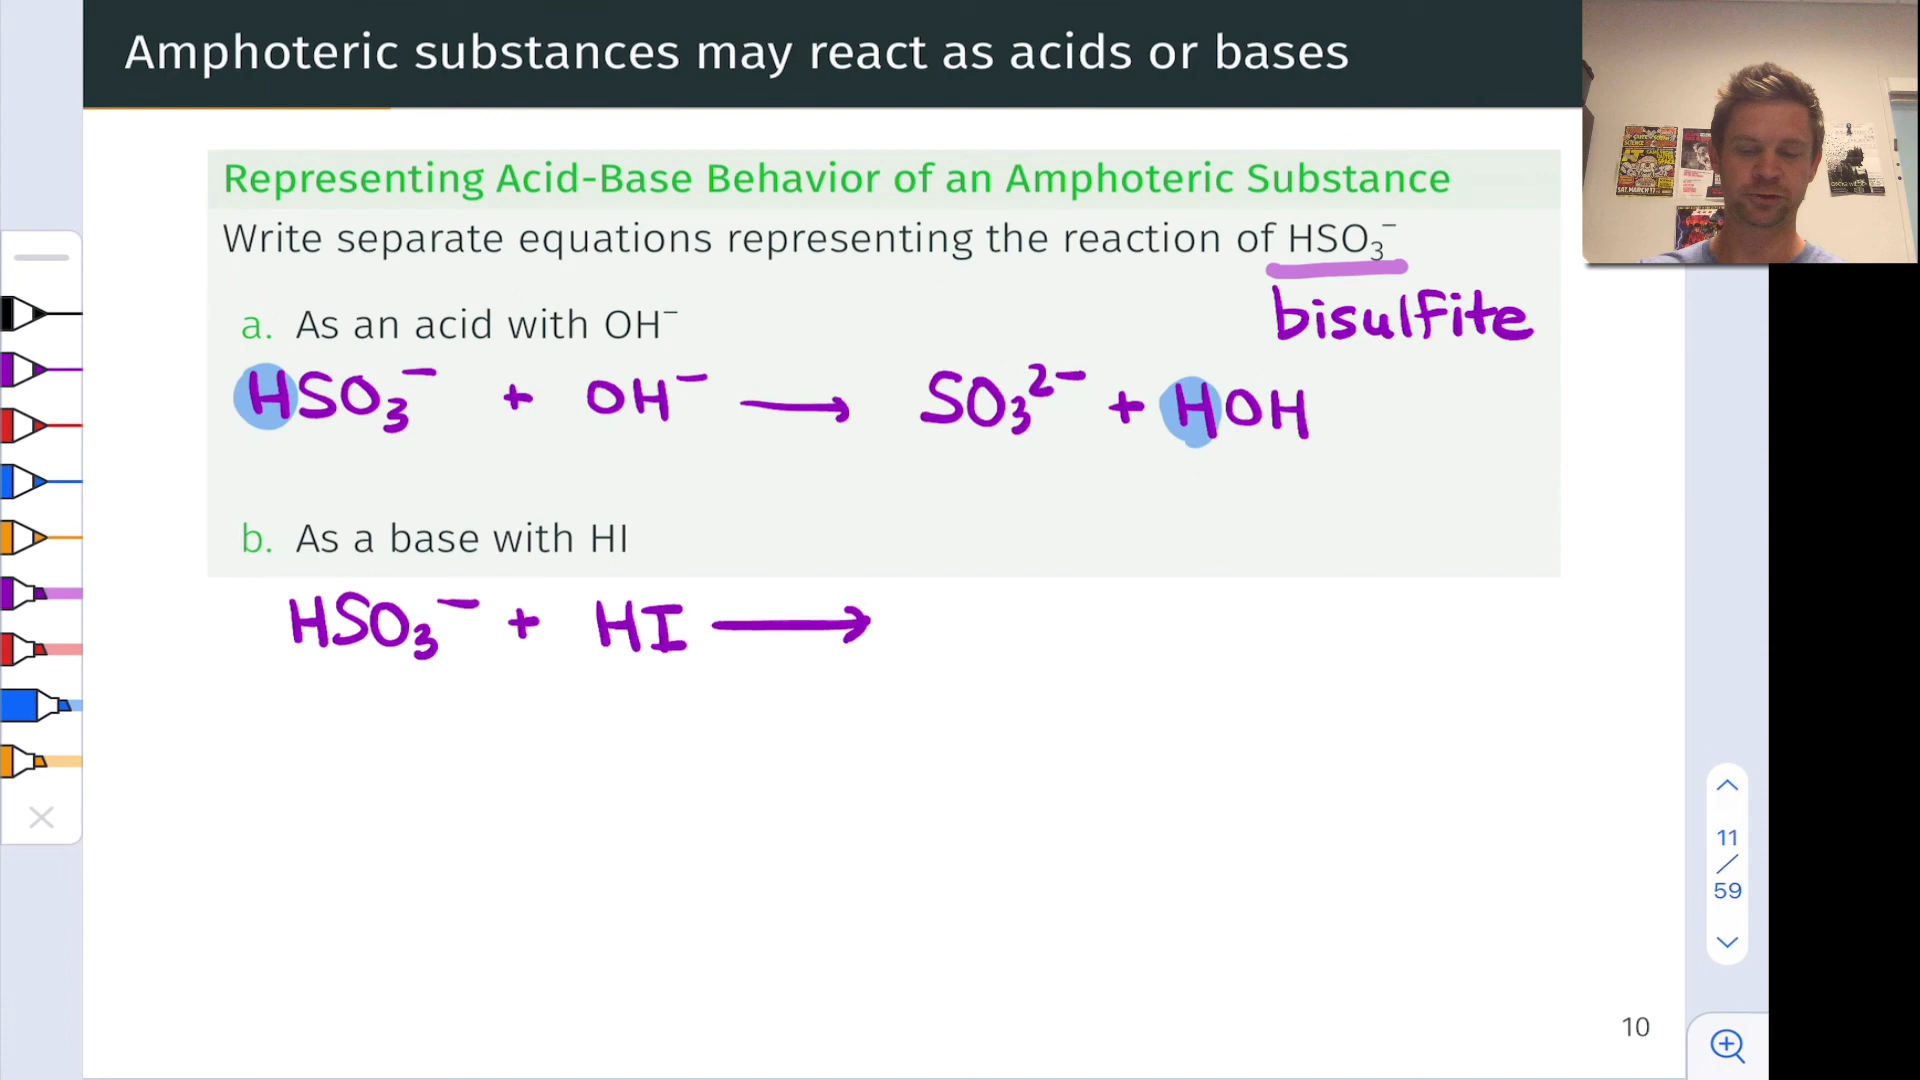 Amphoteric substances may react as acids or bases
Representing Acid-Base Behavior of an Amphoteric Substance
Write separate equations representing the reaction of HSO₃⁻
bisulfite
a. As an acid with OH⁻
HSO₃⁻ + OH⁻ ⟶ SO₃²⁻ + HOH
b. As a base with HI
HSO₃⁻ + HI ⟶
11
/
59
10